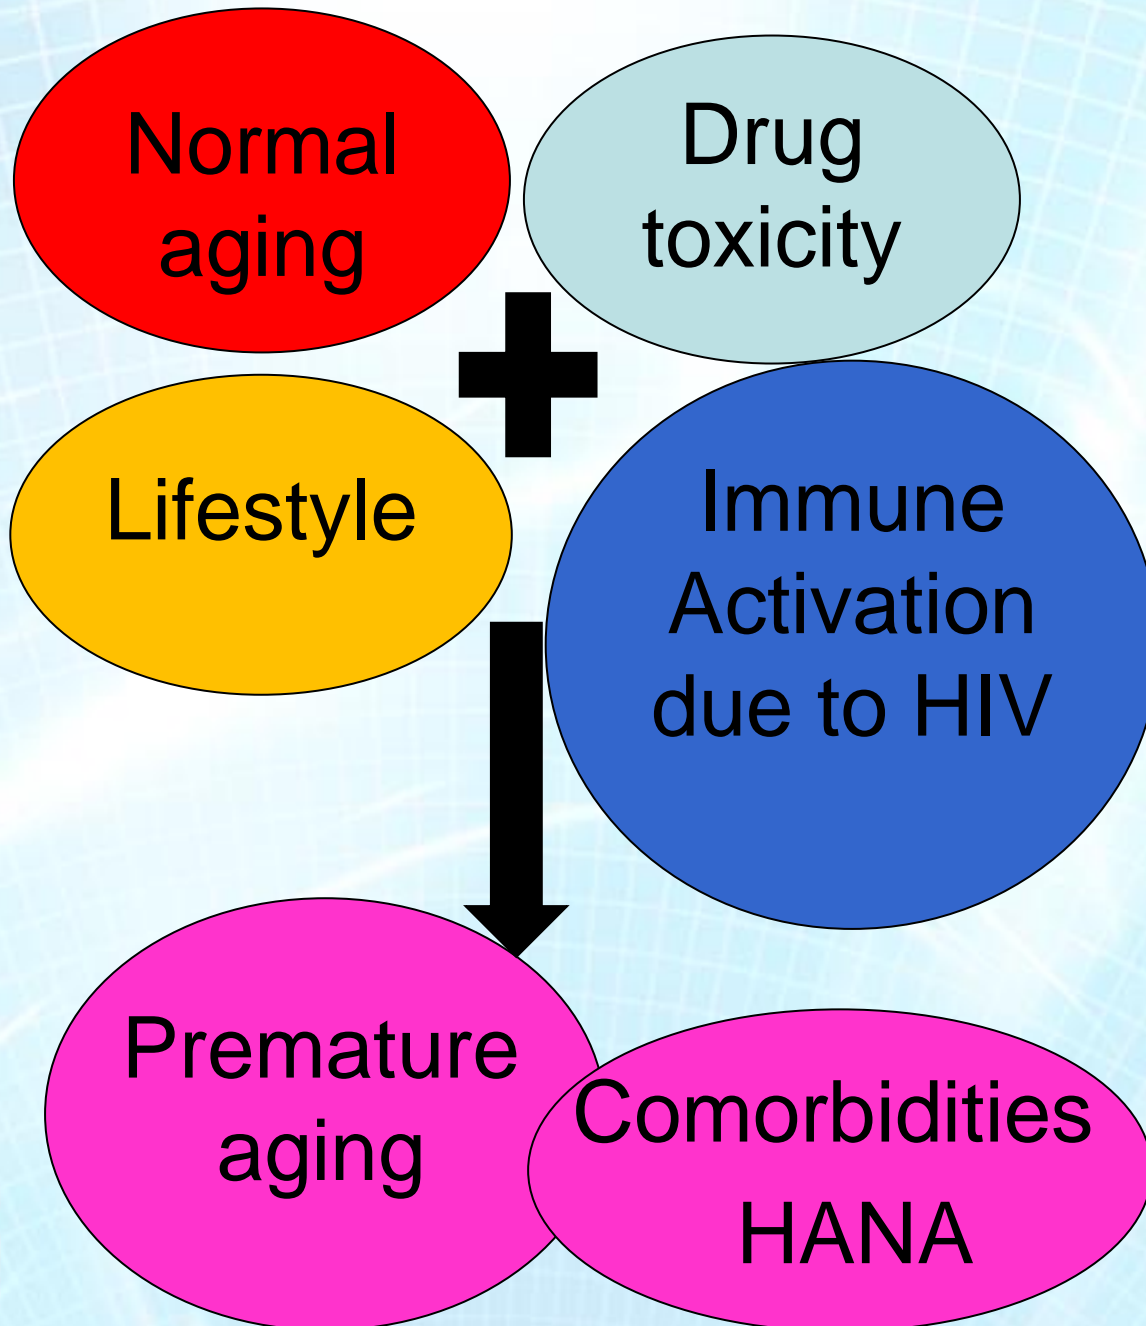 Normal
aging
Drug
toxicity
Lifestyle
Immune
Activation
due to HIV
Premature
aging
Comorbidities
HANA